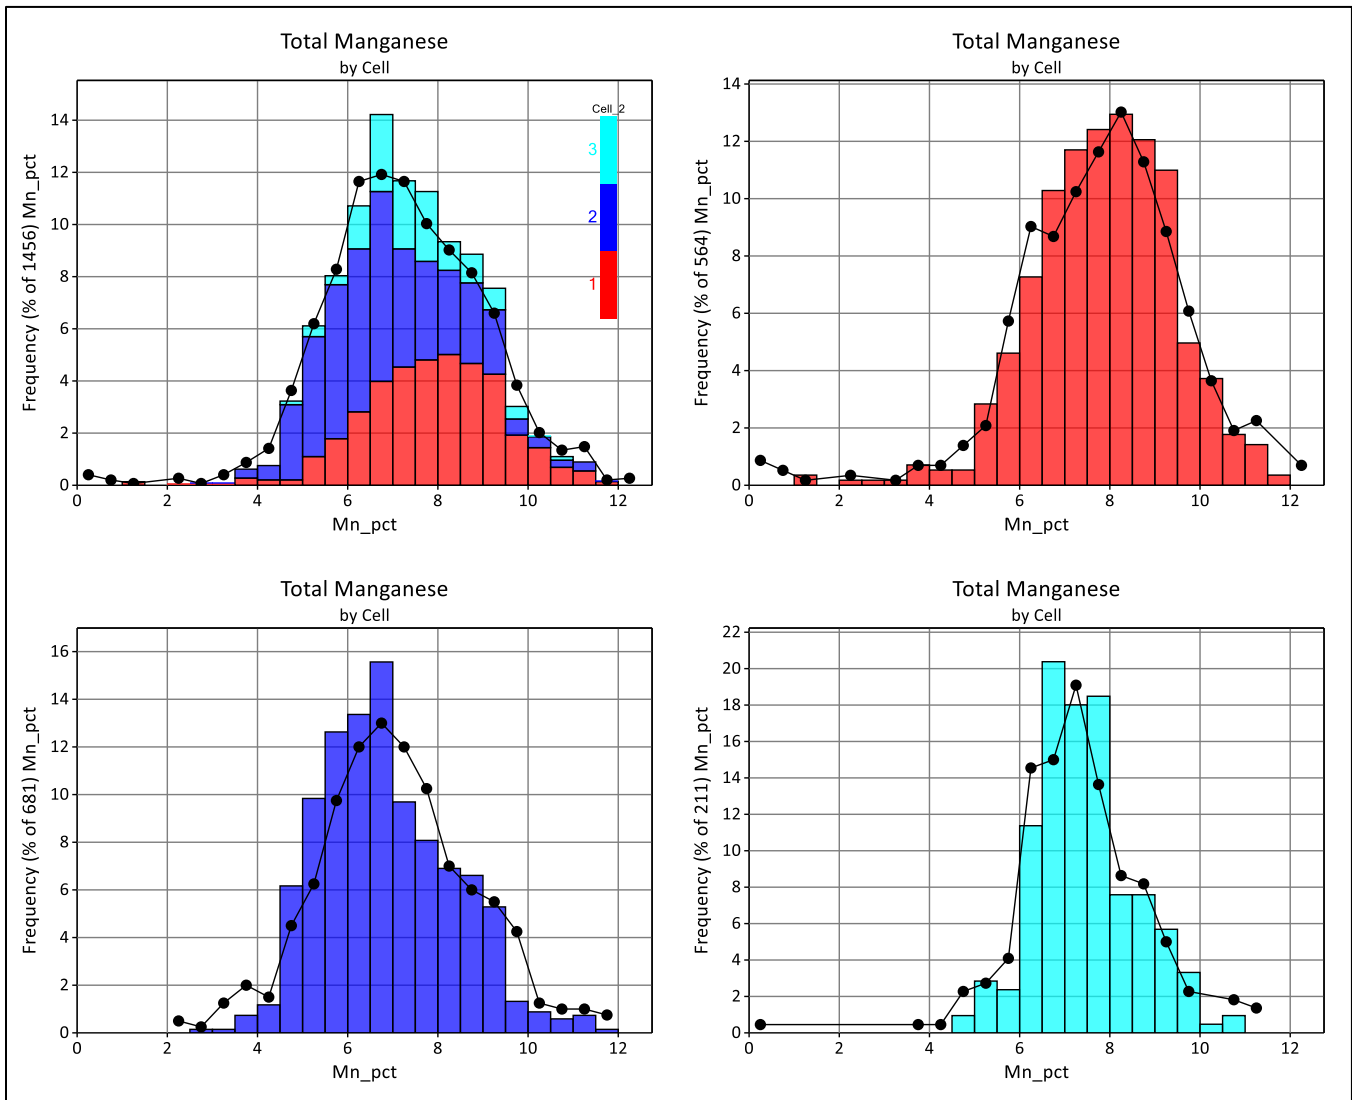 Total Manganese
by Cell
Frequency (% of 1456) Mn_pct
14
12
10
8
6
4
2
0
0 2 4 6 8 10 12
Mn_pct
Cell_2
3
2
1
Total Manganese
by Cell
Frequency (% of 564) Mn_pct
14
12
10
8
6
4
2
0
0 2 4 6 8 10 12
Mn_pct
Total Manganese
by Cell
Frequency (% of 681) Mn_pct
16
14
12
10
8
6
4
2
0
0 2 4 6 8 10 12
Mn_pct
Total Manganese
by Cell
Frequency (% of 211) Mn_pct
22
20
18
16
14
12
10
8
6
4
2
0
0 2 4 6 8 10 12
Mn_pct